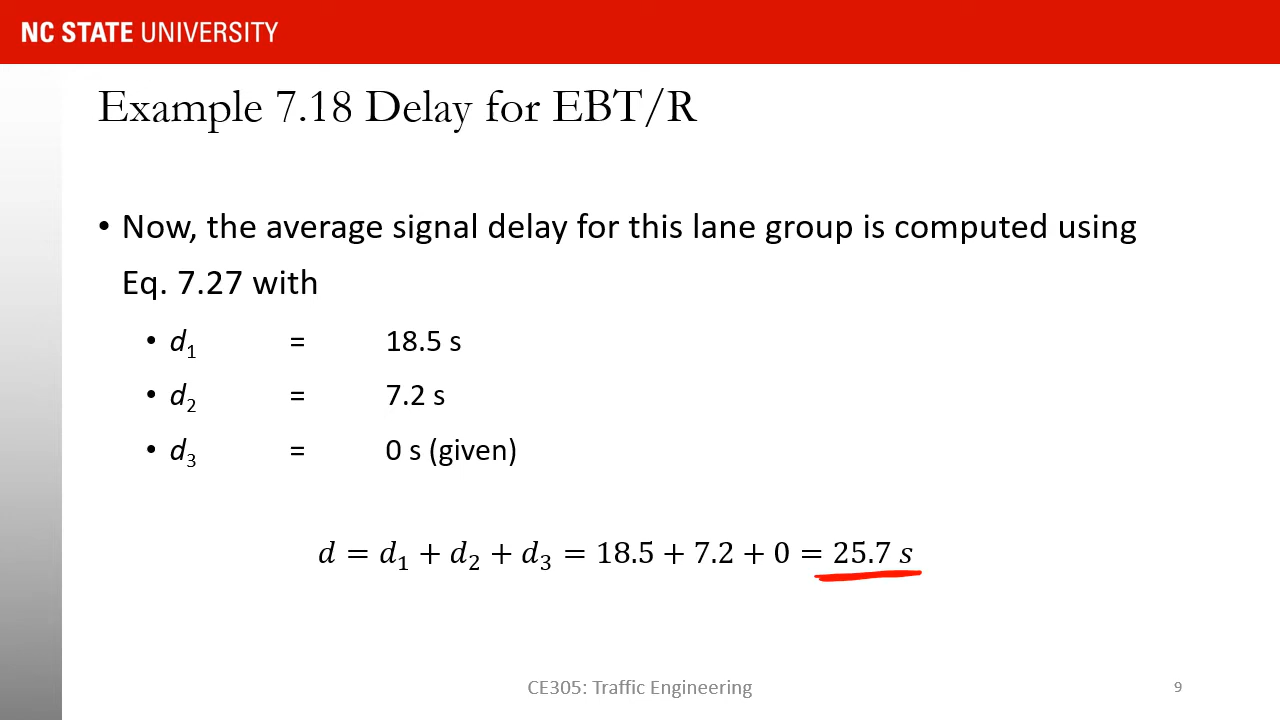 NC STATE UNIVERSITY
Example 7.18 Delay for EBT/R
• Now, the average signal delay for this lane group is computed using
Eq. 7.27 with
• d₁ = 18.5 s
• d₂ = 7.2 s
• d₃ = 0 s (given)
d = d₁ + d₂ + d₃ = 18.5 + 7.2 + 0 = 25.7 s
CE305: Traffic Engineering
9